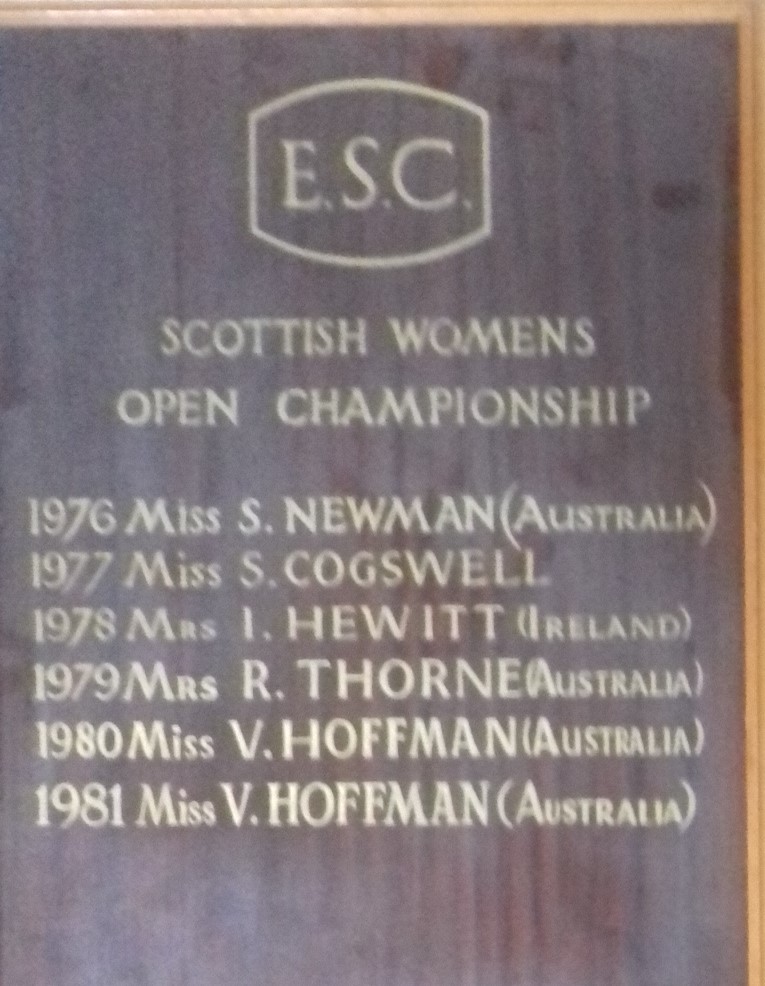 E.S.C.
SCOTTISH WOMENS
OPEN CHAMPIONSHIP
1976 Miss S. NEWMAN (AUSTRALIA)
1977 Miss S. COGSWELL
1978 MRS I. HEWITT (IRELAND)
1979 MRS R. THORNE (AUSTRALIA)
1980 Miss V. HOFFMAN (AUSTRALIA)
1981 Miss V. HOFFMAN (AUSTRALIA)